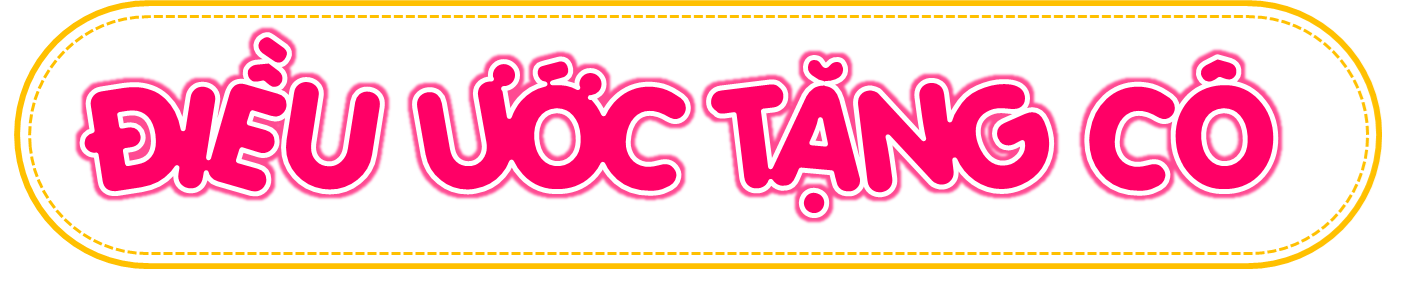 ĐIỀU ƯỚC TẶNG CÔ